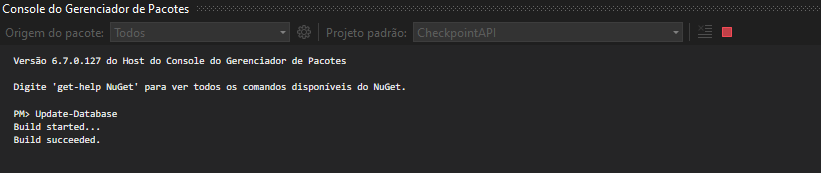 Console do Gerenciador de Pacotes
Origem do pacote: Todos Projeto padrão: CheckpointAPI
Versão 6.7.0.127 do Host do Console do Gerenciador de Pacotes
Digite 'get-help NuGet' para ver todos os comandos disponíveis do NuGet.
PM> Update-Database
Build started...
Build succeeded.